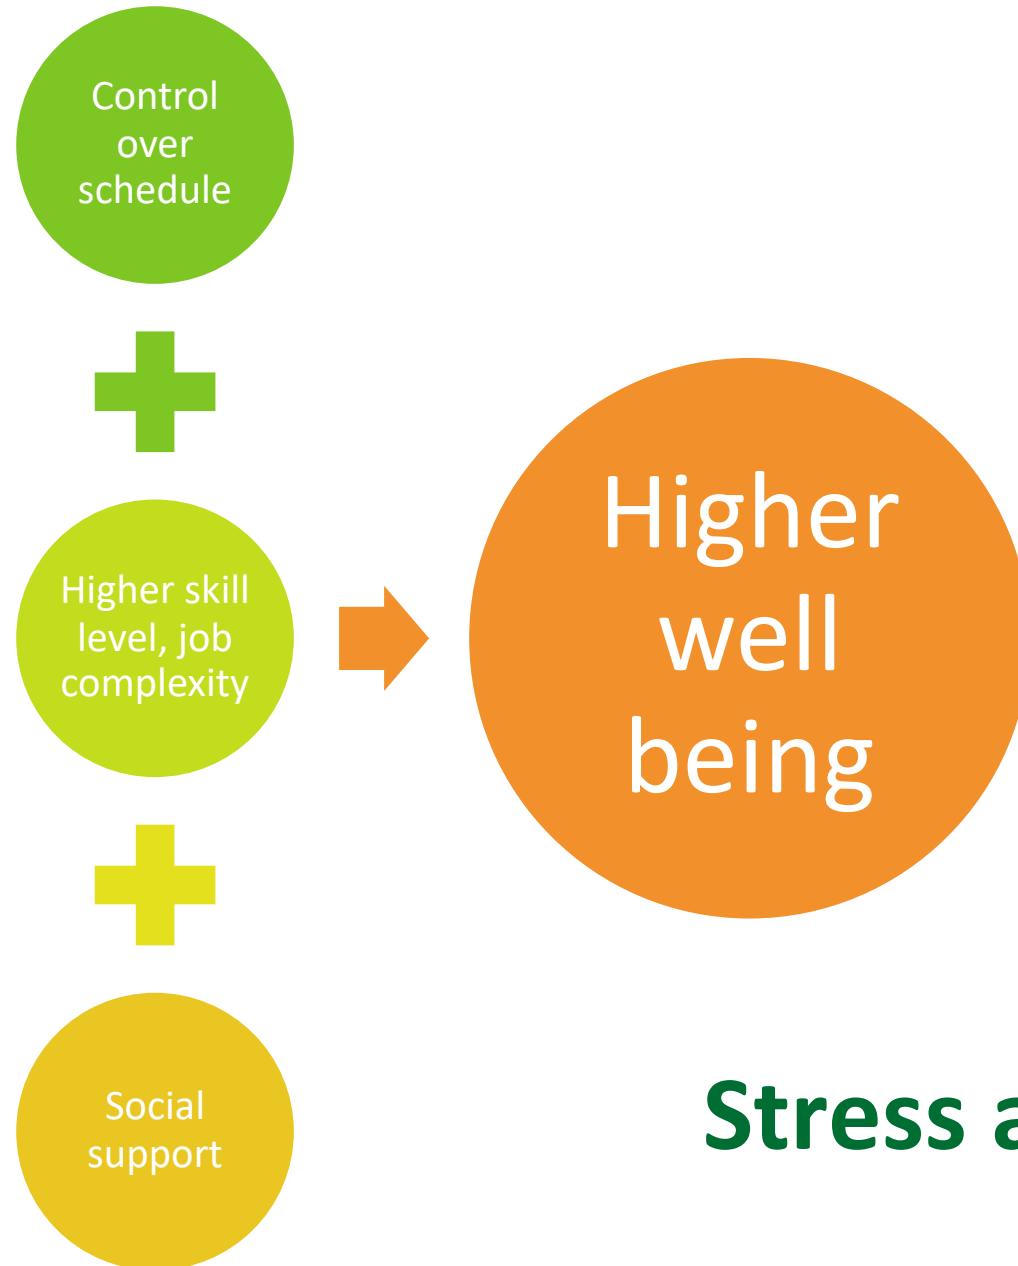 Control
over
schedule
Higher skill
level, job
complexity
Social
support
Higher
well
being
Stress a